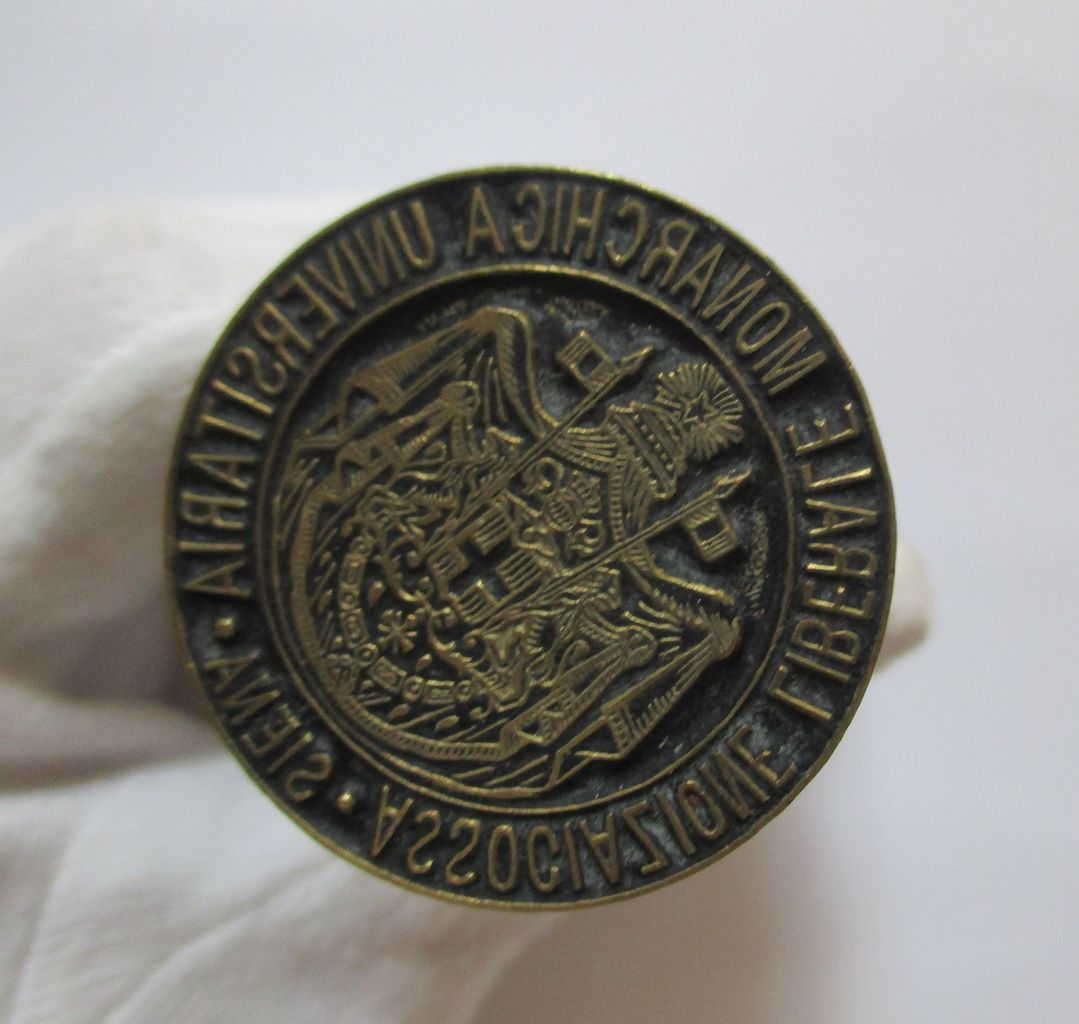 ASSOCIAZIONE LIBERALE MONARCHICA UNIVERSITARIA • SIENA •